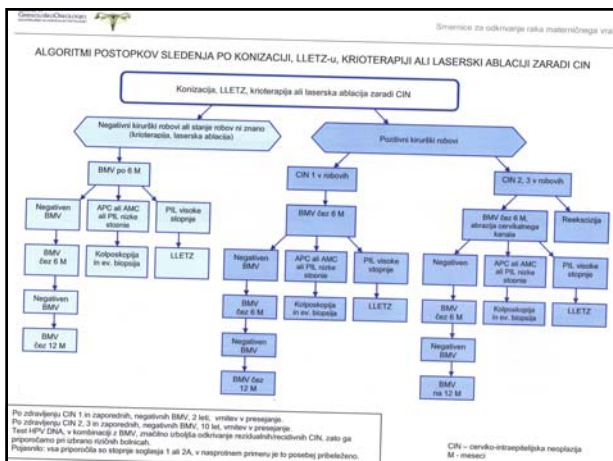 Smernice za odkrivanje raka materničnega vra
ALGORITMI POSTOPKOV SLEDENJA PO KONIZACIJI, LLETZ-u, KRIOTERAPIJI ALI LASERSKI ABLACIJI ZARADI CIN
Konizacija, LLETZ, krioterapija ali laserska ablacija zaradi CIN
Negativni kirurški robovi ali stanje robov ni znano
(krioterapija, laserska ablacija)
Pozitivni kirurški robovi
BMV po 6 M
Negativen
BMV
APC ali AMC
ali PIL nizke
stopnje
PIL visoke
stopnje
BMV
čez 6 M
Kolposkopija
in ev. biopsija
LLETZ
Negativen
BMV
BMV
čez 12 M
CIN 1 v robovih
BMV čez 6 M
Negativen
BMV
APC ali AMC
ali PIL nizke
stopnje
PIL visoke
stopnje
BMV
čez 6 M
Kolposkopija
in ev. biopsija
LLETZ
Negativen
BMV
BMV čez
12 M
CIN 2, 3 v robovih
BMV čez 6 M,
abrazija cervikalnega
kanala
Reekscizija
Negativen
APC ali AMC
ali PIL nizke
stopnje
PIL visoke
stopnje
BMV
čez 6 M
Kolposkopija
in ev. biopsija
LLETZ
Negativen
BMV
BMV
na 12 M
Po zdravljenju CIN 1 in zaporednih, negativnih BMV, 2 leti, vrnitev v presejanje.
Po zdravljenju CIN 2, 3 in zaporednih, negativnih BMV, 10 let, vrnitev v presejanje.
Test HPV DNA, v kombinaciji z BMV, značilno izboljša odkrivanje rezidualnih/recidivnih CIN, zato ga
priporočamo pri izbrano rizičnih bolnicah.
Pojasnilo: vsa priporočila so stopnje soglasja 1 ali 2A, v nasprotnem primeru je to posebej pribeleženo.
CIN – cerviko-intraepitelijska neoplazija
M - meseci